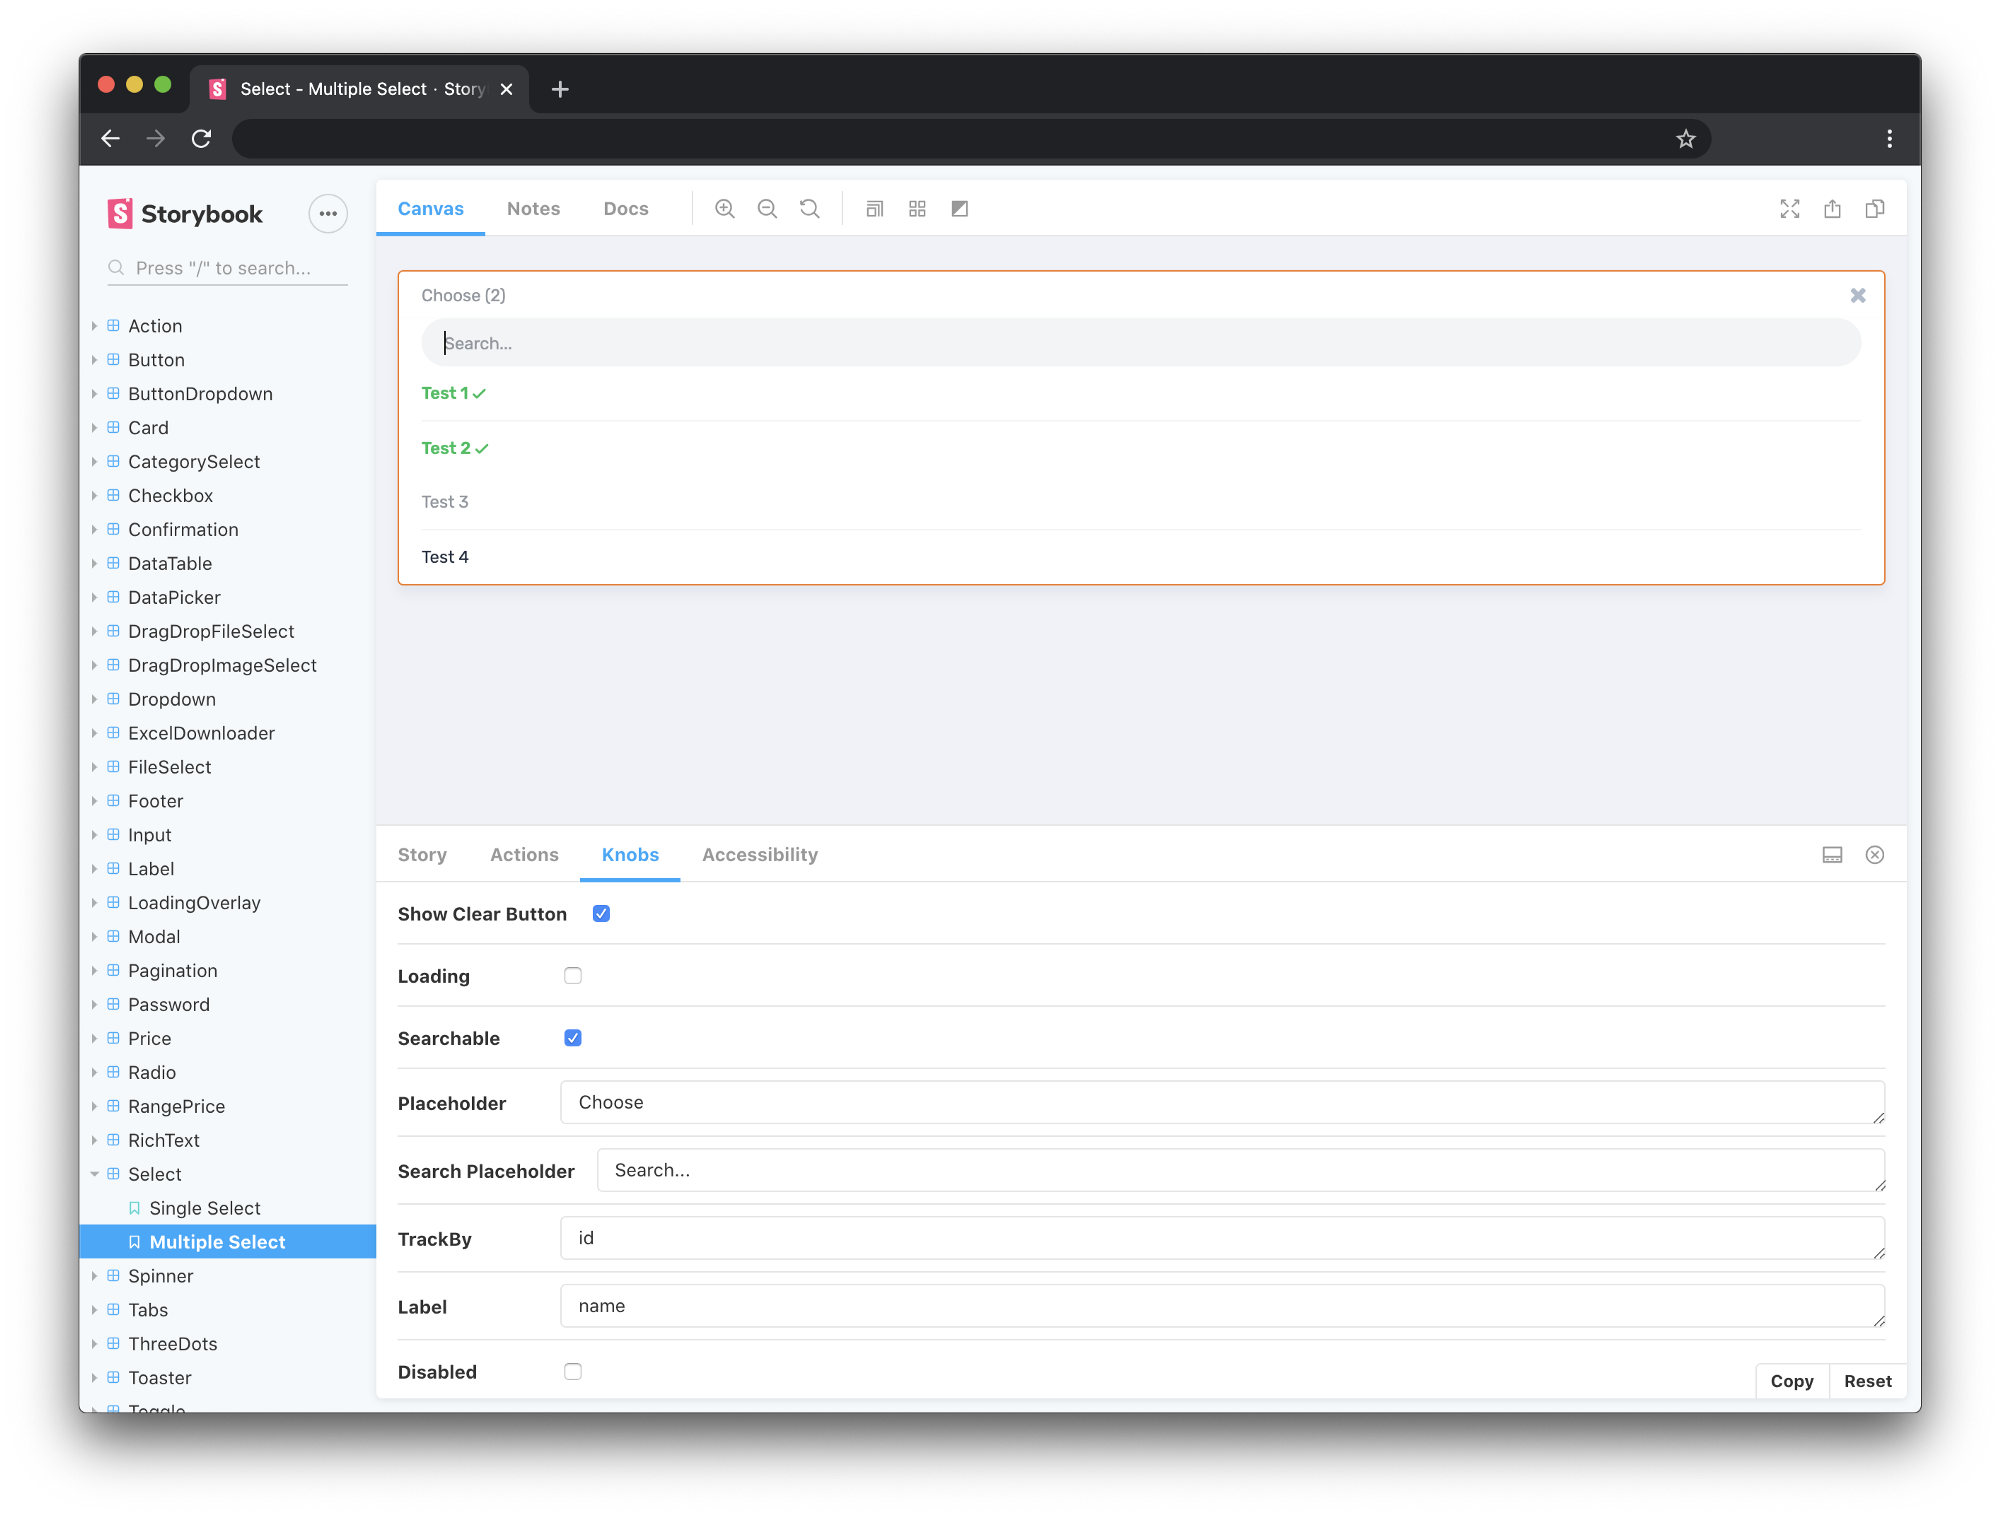 Select - Multiple Select · Story
Storybook
Press "/" to search...
Action
Button
ButtonDropdown
Card
CategorySelect
Checkbox
Confirmation
DataTable
DataPicker
DragDropFileSelect
DragDropImageSelect
Dropdown
ExcelDownloader
FileSelect
Footer
Input
Label
LoadingOverlay
Modal
Pagination
Password
Price
Radio
RangePrice
RichText
Select
Single Select
Multiple Select
Spinner
Tabs
ThreeDots
Toaster
Toggle
Canvas Notes Docs
Choose (2)
Search...
Test 1
Test 2
Test 3
Test 4
Story Actions Knobs Accessibility
Show Clear Button
Loading
Searchable
Placeholder Choose
Search Placeholder Search...
TrackBy id
Label name
Disabled
Copy Reset